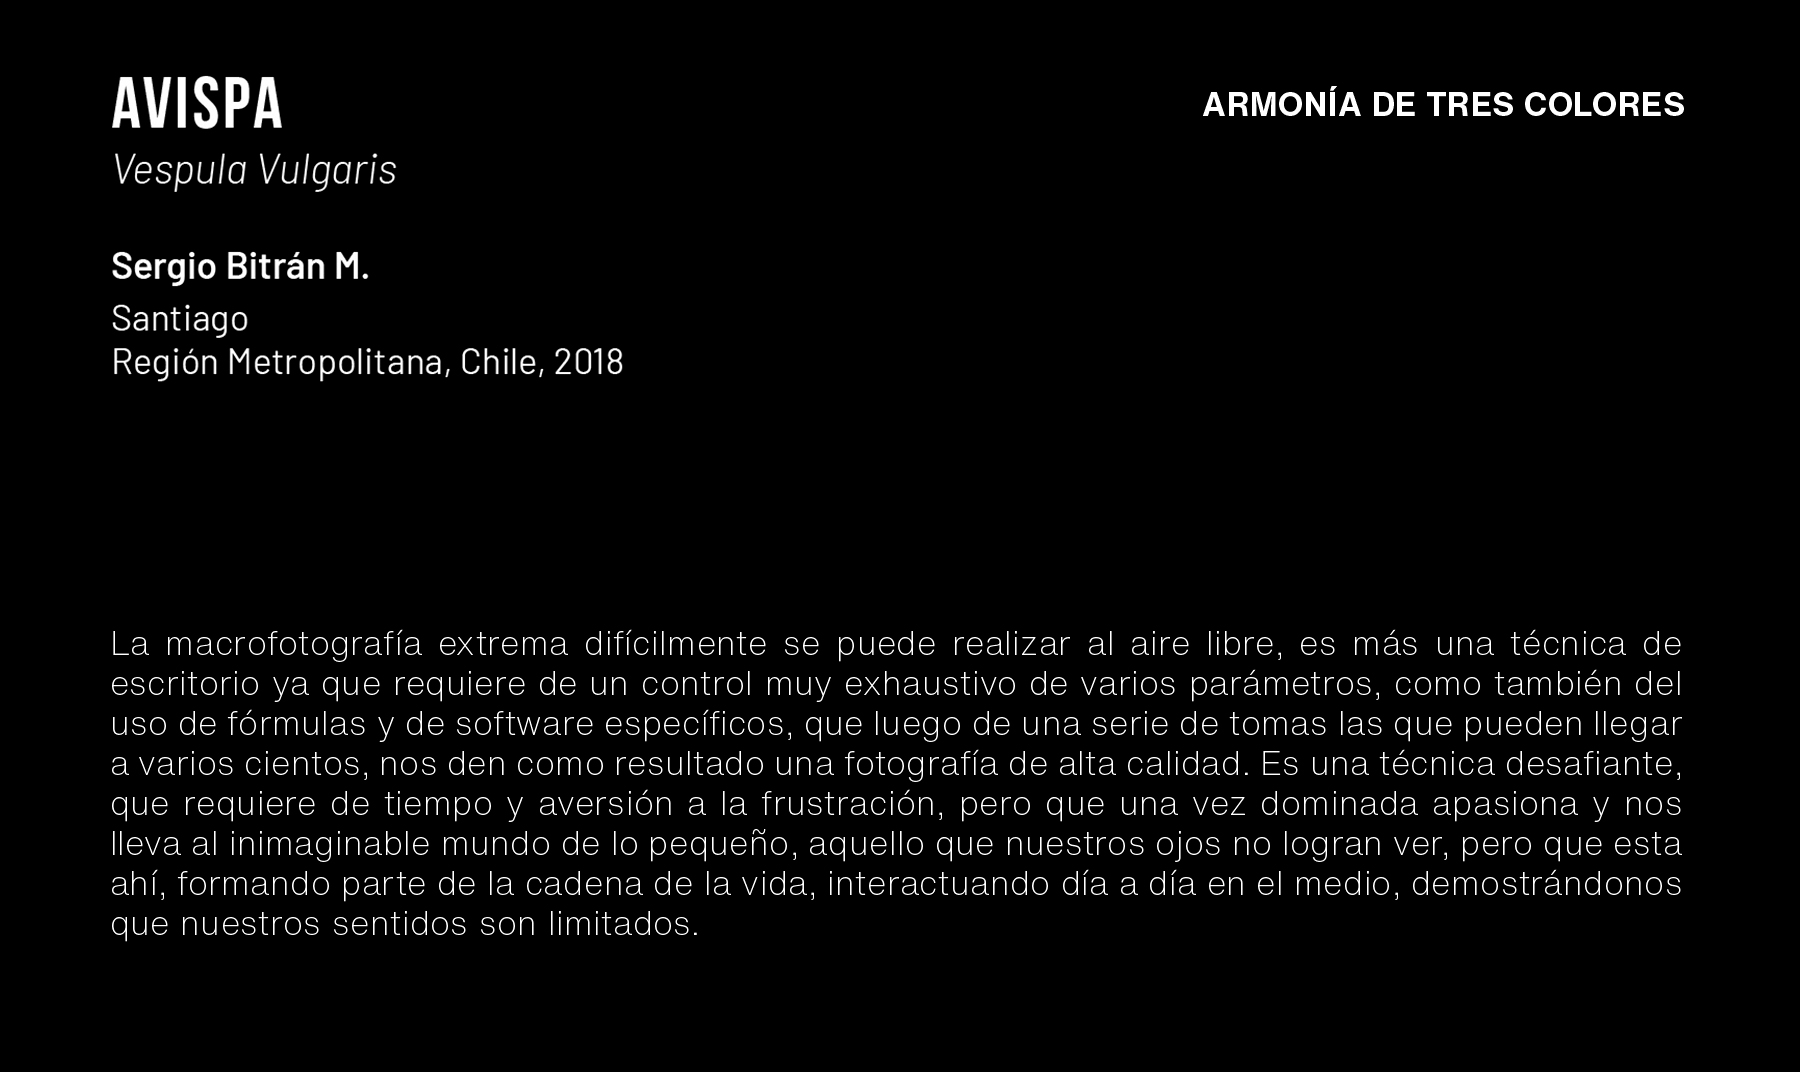 AVISPA
ARMONÍA DE TRES COLORES
Vespula Vulgaris
Sergio Bitrán M.
Santiago
Región Metropolitana, Chile, 2018
La macrofotografía extrema difícilmente se puede realizar al aire libre, es más una técnica de
escritorio ya que requiere de un control muy exhaustivo de varios parámetros, como también del
uso de fórmulas y de software específicos, que luego de una serie de tomas las que pueden llegar
a varios cientos, nos den como resultado una fotografía de alta calidad. Es una técnica desafiante,
que requiere de tiempo y aversión a la frustración, pero que una vez dominada apasiona y nos
lleva al inimaginable mundo de lo pequeño, aquello que nuestros ojos no logran ver, pero que esta
ahí, formando parte de la cadena de la vida, interactuando día a día en el medio, demostrándonos
que nuestros sentidos son limitados.